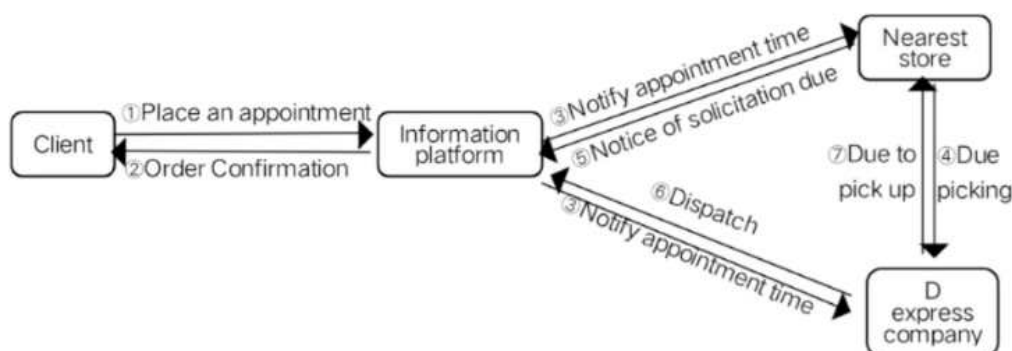 Client
①Place an appointment
②Order Confirmation
Information
platform
③Notify appointment time
⑤Notice of solicitation due
⑥Dispatch
③Notify appointment time
Nearest
store
⑦Due to
pick up
④Due
picking
D
express
company